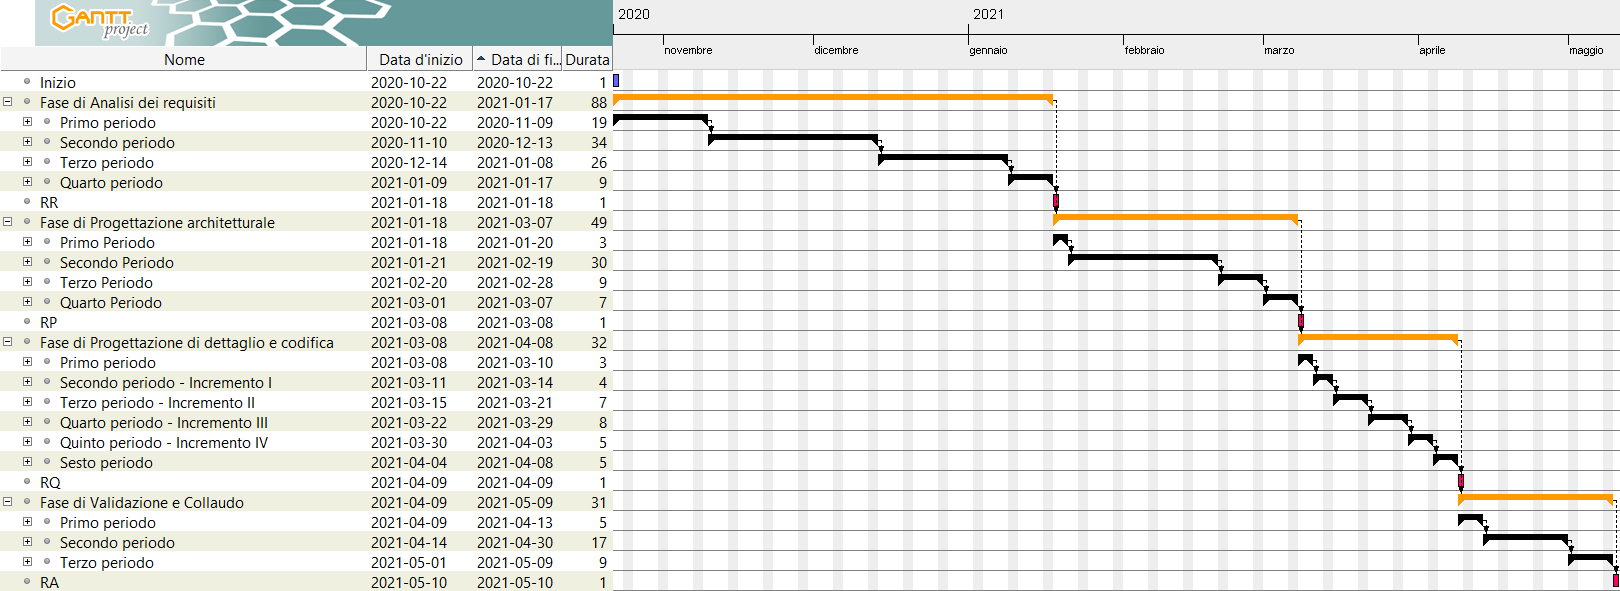 GANTT
project
2020 2021
novembre dicembre gennaio febbraio marzo aprile maggio
Nome Data d'inizio Data di fi... Durata
Inizio 2020-10-22 2020-10-22 1
Fase di Analisi dei requisiti 2020-10-22 2021-01-17 88
Primo periodo 2020-10-22 2020-11-09 19
Secondo periodo 2020-11-10 2020-12-13 34
Terzo periodo 2020-12-14 2021-01-08 26
Quarto periodo 2021-01-09 2021-01-17 9
RR 2021-01-18 2021-01-18 1
Fase di Progettazione architetturale 2021-01-18 2021-03-07 49
Primo Periodo 2021-01-18 2021-01-20 3
Secondo Periodo 2021-01-21 2021-02-19 30
Terzo Periodo 2021-02-20 2021-02-28 9
Quarto Periodo 2021-03-01 2021-03-07 7
RP 2021-03-08 2021-03-08 1
Fase di Progettazione di dettaglio e codifica 2021-03-08 2021-04-08 32
Primo periodo 2021-03-08 2021-03-10 3
Secondo periodo - Incremento I 2021-03-11 2021-03-14 4
Terzo periodo - Incremento II 2021-03-15 2021-03-21 7
Quarto periodo - Incremento III 2021-03-22 2021-03-29 8
Quinto periodo - Incremento IV 2021-03-30 2021-04-03 5
Sesto periodo 2021-04-04 2021-04-08 5
RQ 2021-04-09 2021-04-09 1
Fase di Validazione e Collaudo 2021-04-09 2021-05-09 31
Primo periodo 2021-04-09 2021-04-13 5
Secondo periodo 2021-04-14 2021-04-30 17
Terzo periodo 2021-05-01 2021-05-09 9
RA 2021-05-10 2021-05-10 1